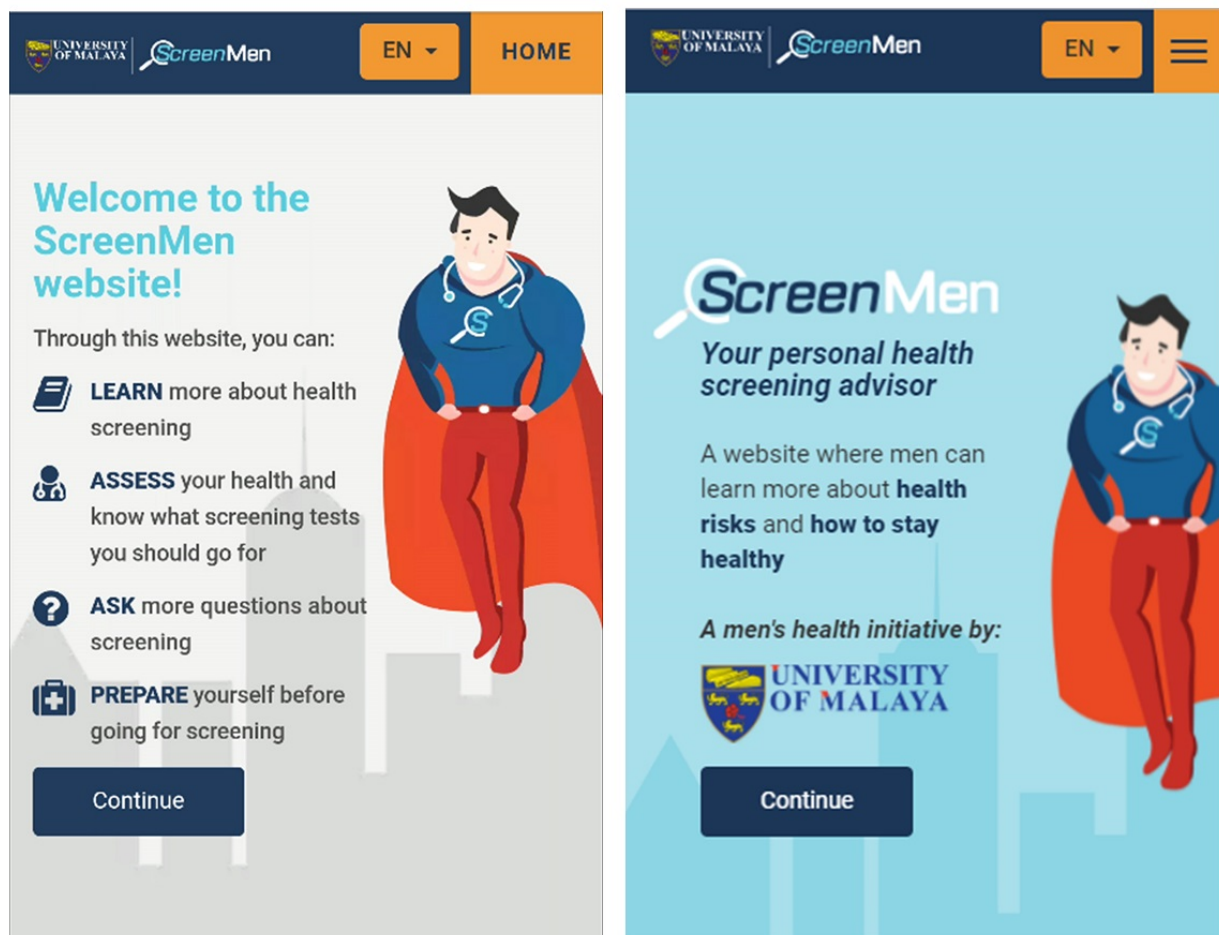 UNIVERSITY
OF MALAYA
ScreenMen
EN
HOME
Welcome to the
ScreenMen
website!
Through this website, you can:
LEARN more about health
screening
ASSESS your health and
know what screening tests
you should go for
ASK more questions about
screening
PREPARE yourself before
going for screening
Continue
S
UNIVERSITY
OF MALAYA
ScreenMen
EN
ScreenMen
Your personal health
screening advisor
A website where men can
learn more about health
risks and how to stay
healthy
A men's health initiative by:
UNIVERSITY
OF MALAYA
Continue
S